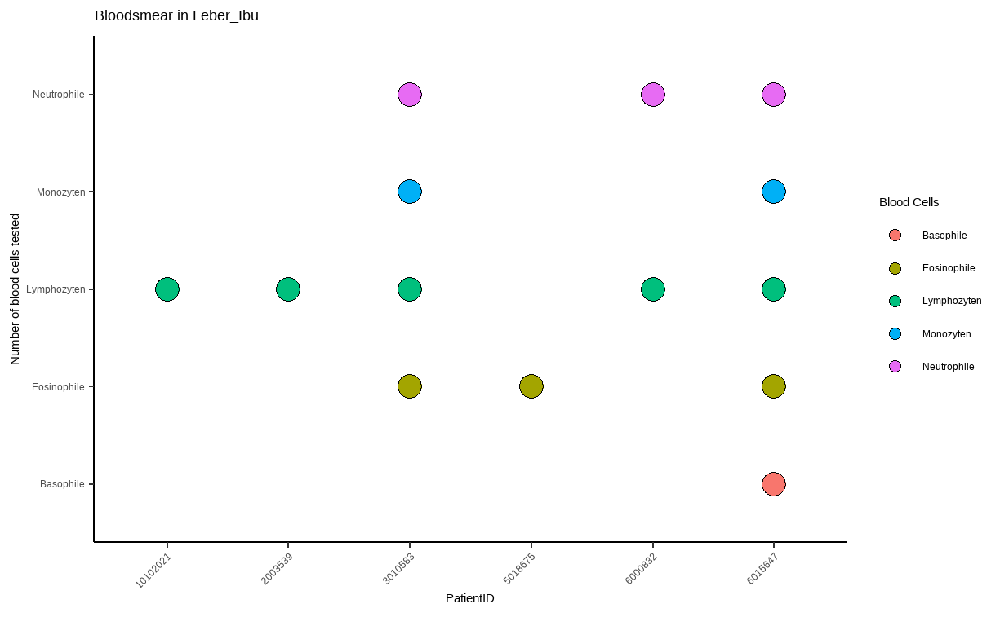 Bloodsmear in Leber_Ibu
Number of blood cells tested
Neutrophile
Monozyten
Lymphozyten
Eosinophile
Basophile
10102021
2003539
3010583
5018675
6000832
6015647
PatientID
Blood Cells
Basophile
Eosinophile
Lymphozyten
Monozyten
Neutrophile